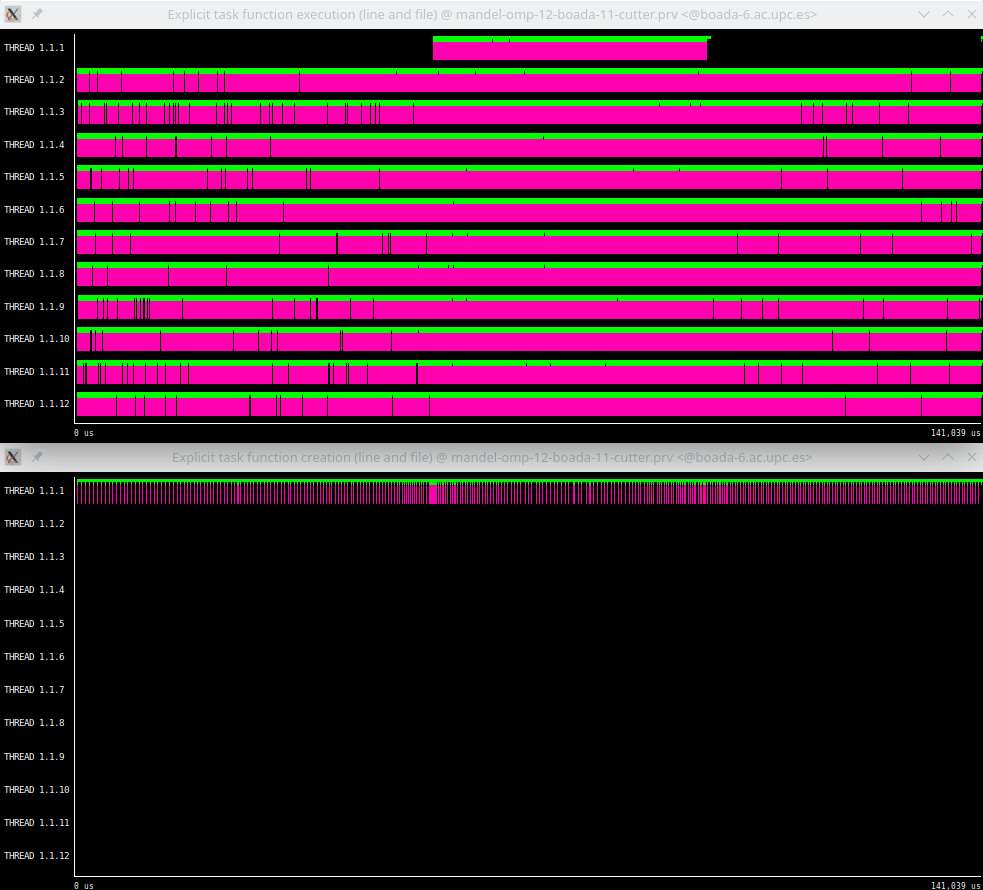 Explicit task function execution (line and file) @ mandel-omp-12-boada-11-cutter.prv <@boada-6.ac.upc.es>
THREAD 1.1.1
THREAD 1.1.2
THREAD 1.1.3
THREAD 1.1.4
THREAD 1.1.5
THREAD 1.1.6
THREAD 1.1.7
THREAD 1.1.8
THREAD 1.1.9
THREAD 1.1.10
THREAD 1.1.11
THREAD 1.1.12
0 us 141,039 us
Explicit task function creation (line and file) @ mandel-omp-12-boada-11-cutter.prv <@boada-6.ac.upc.es>
THREAD 1.1.1
THREAD 1.1.2
THREAD 1.1.3
THREAD 1.1.4
THREAD 1.1.5
THREAD 1.1.6
THREAD 1.1.7
THREAD 1.1.8
THREAD 1.1.9
THREAD 1.1.10
THREAD 1.1.11
THREAD 1.1.12
0 us 141,039 us